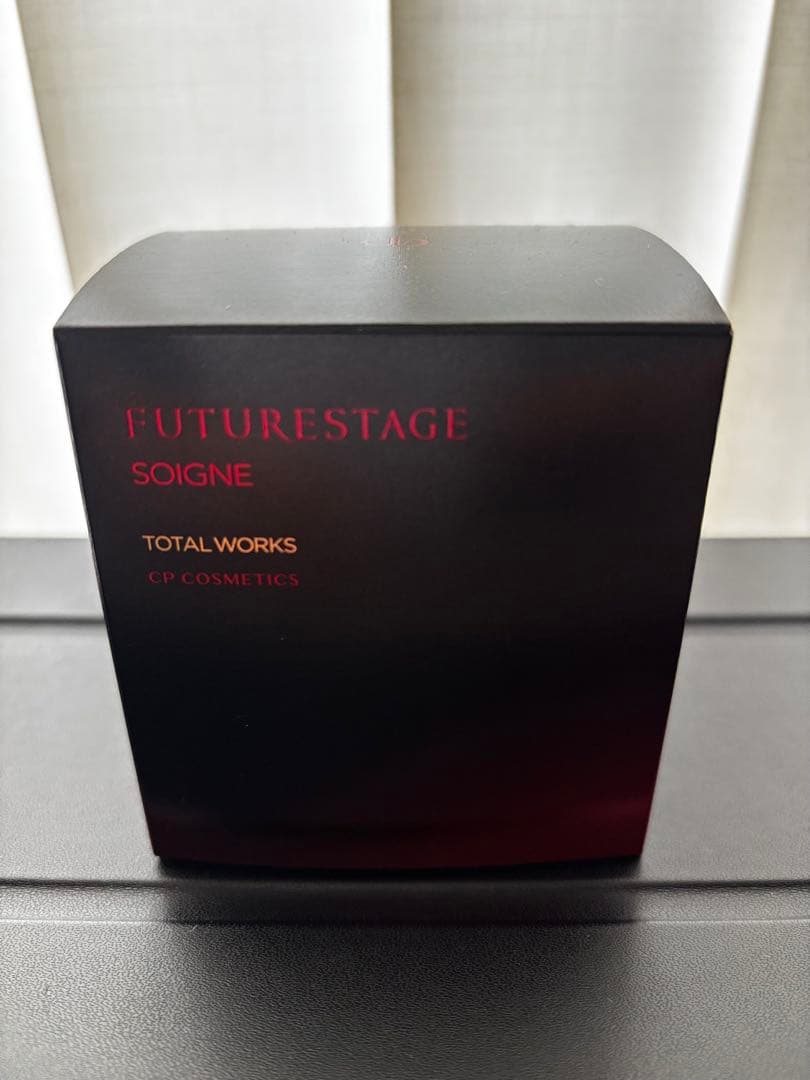 FUTURESTAGE
SOIGNE
TOTAL WORKS
CP COSMETICS